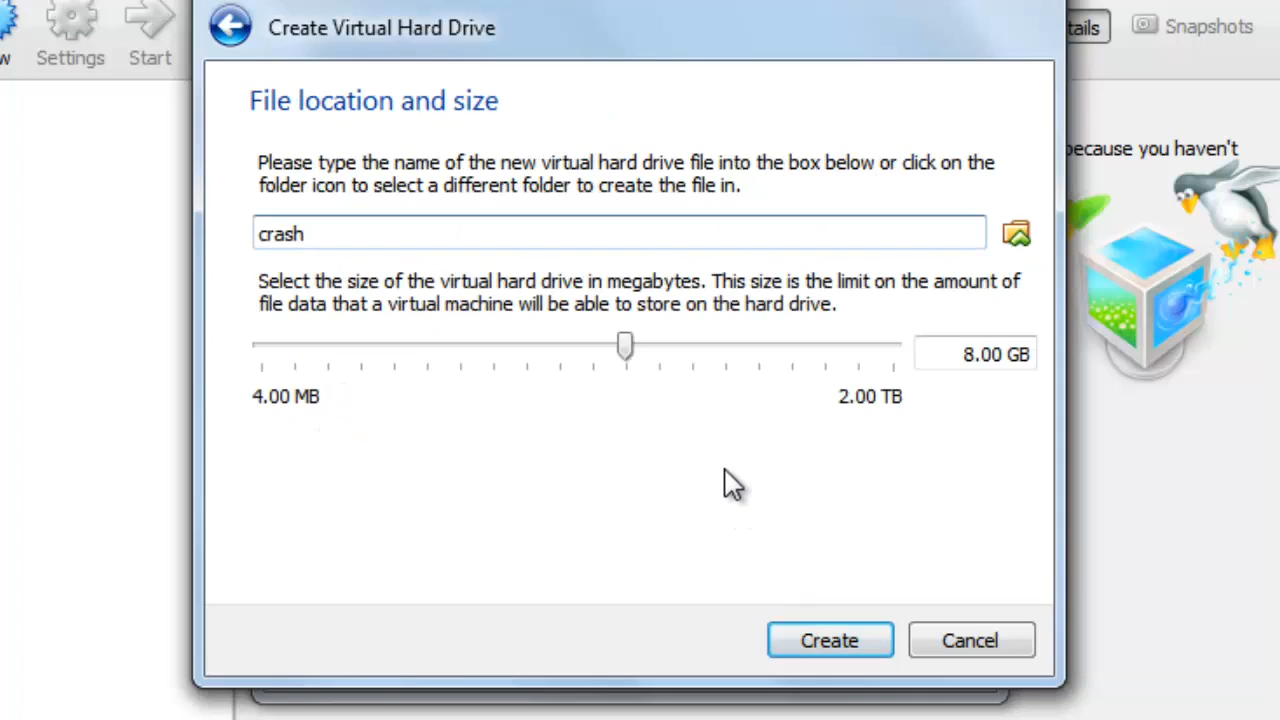 Create Virtual Hard Drive
Settings
Start
tails
Snapshots
File location and size
because you haven't
Please type the name of the new virtual hard drive file into the box below or click on the
folder icon to select a different folder to create the file in.
crash
Select the size of the virtual hard drive in megabytes. This size is the limit on the amount of
file data that a virtual machine will be able to store on the hard drive.
8.00 GB
4.00 MB
2.00 TB
Create
Cancel